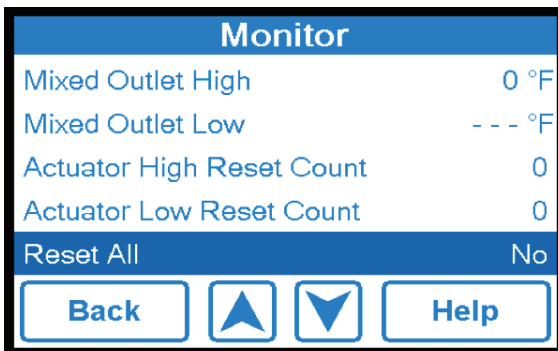 Monitor
Mixed Outlet High 0 °F
Mixed Outlet Low - - - °F
Actuator High Reset Count 0
Actuator Low Reset Count 0
Reset All No
Back Help